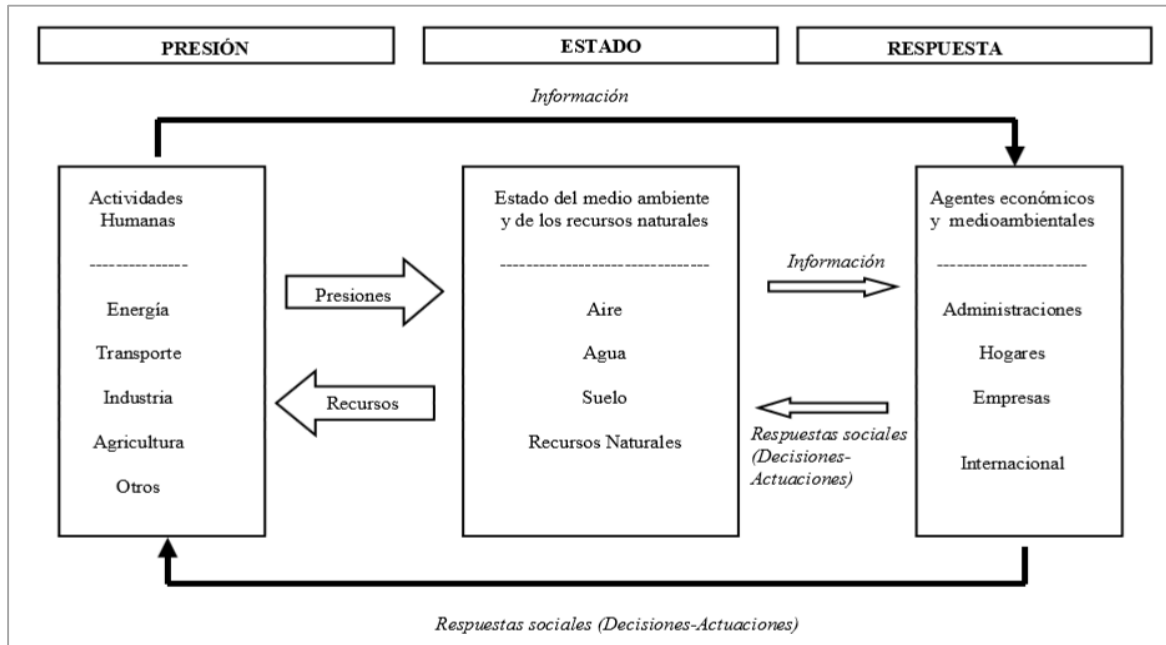 PRESIÓN
ESTADO
RESPUESTA
Información
Actividades
Humanas
---------------
Energía
Transporte
Industria
Agricultura
Otros
Presiones
Recursos
Estado del medio ambiente
y de los recursos naturales
--------------------------------
Aire
Agua
Suelo
Recursos Naturales
Información
Respuestas sociales
(Decisiones-
Actuaciones)
Agentes económicos
y medioambientales
-----------------------
Administraciones
Hogares
Empresas
Internacional
Respuestas sociales (Decisiones-Actuaciones)